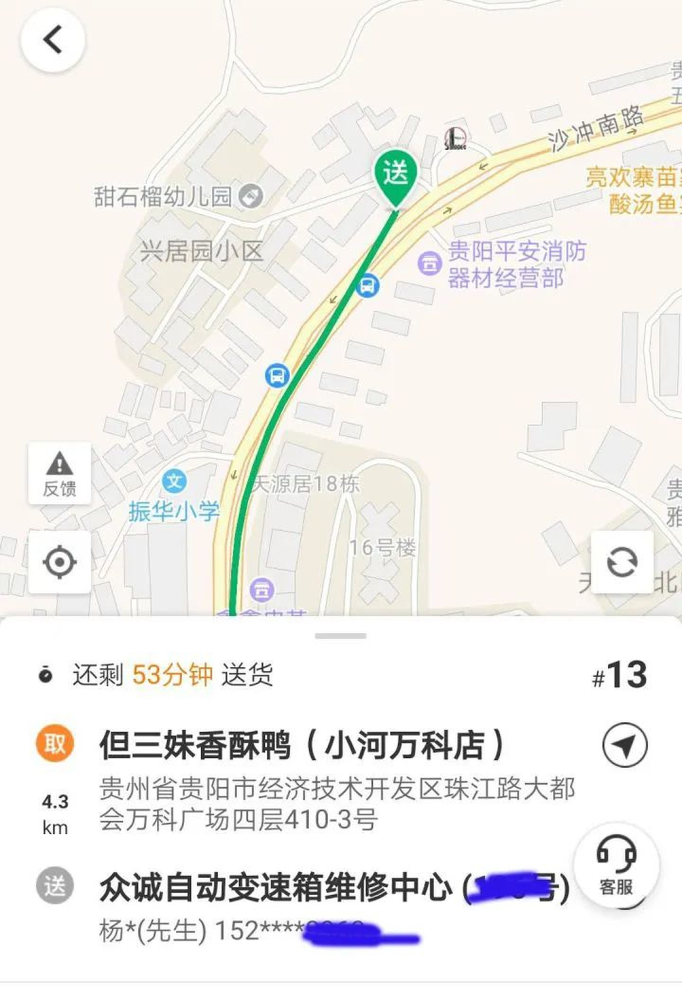 贵
五
沙冲南路
送
亮欢寨苗
酸汤鱼
甜石榴幼儿园
兴居园小区
贵阳平安消防
器材经营部
反馈
文
振华小学
天源居18栋
贵
雅
16号楼
北
还剩 53分钟 送货
#13
取
但三妹香酥鸭（小河万科店）
4.3
km
贵州省贵阳市经济技术开发区珠江路大都
会万科广场四层410-3号
送
众诚自动变速箱维修中心 ( 号)
客服
杨*(先生) 152****